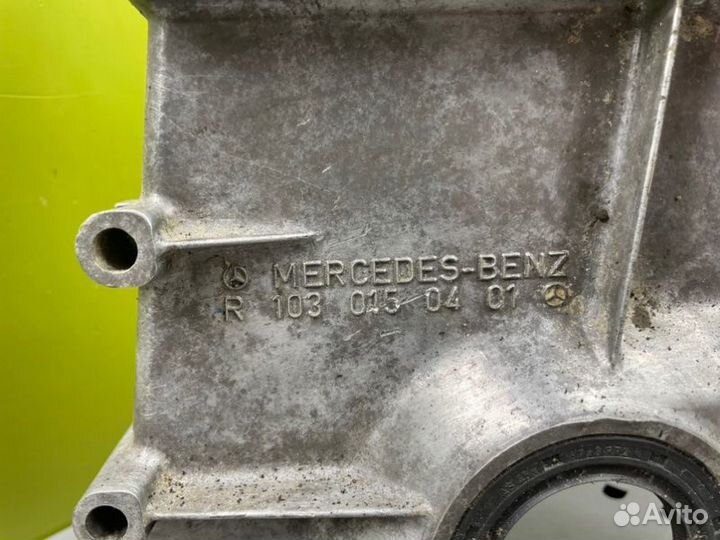 MERCEDES-BENZ
R 103 015 04 01
Avito